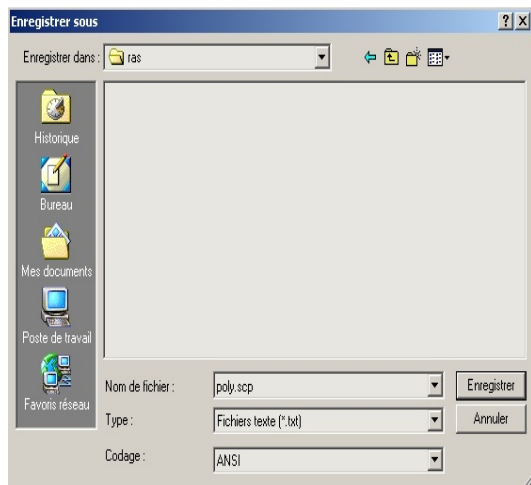 Enregistrer sous
Enregistrer dans : ras
Historique
Bureau
Mes documents
Poste de travail
Favoris réseau
Nom de fichier : poly.scp Enregistrer
Type : Fichiers texte (*.txt) Annuler
Codage : ANSI